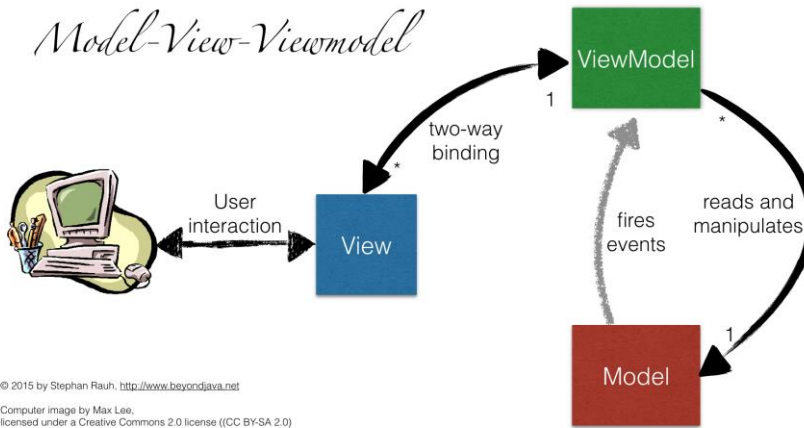 Model-View-Viewmodel
ViewModel
1
*
two-way
binding
*
User
interaction
View
fires
events
reads and
manipulates
1
Model
© 2015 by Stephan Rauh, http://www.beyondjava.net
Computer image by Max Lee,
licensed under a Creative Commons 2.0 license ((CC BY-SA 2.0)